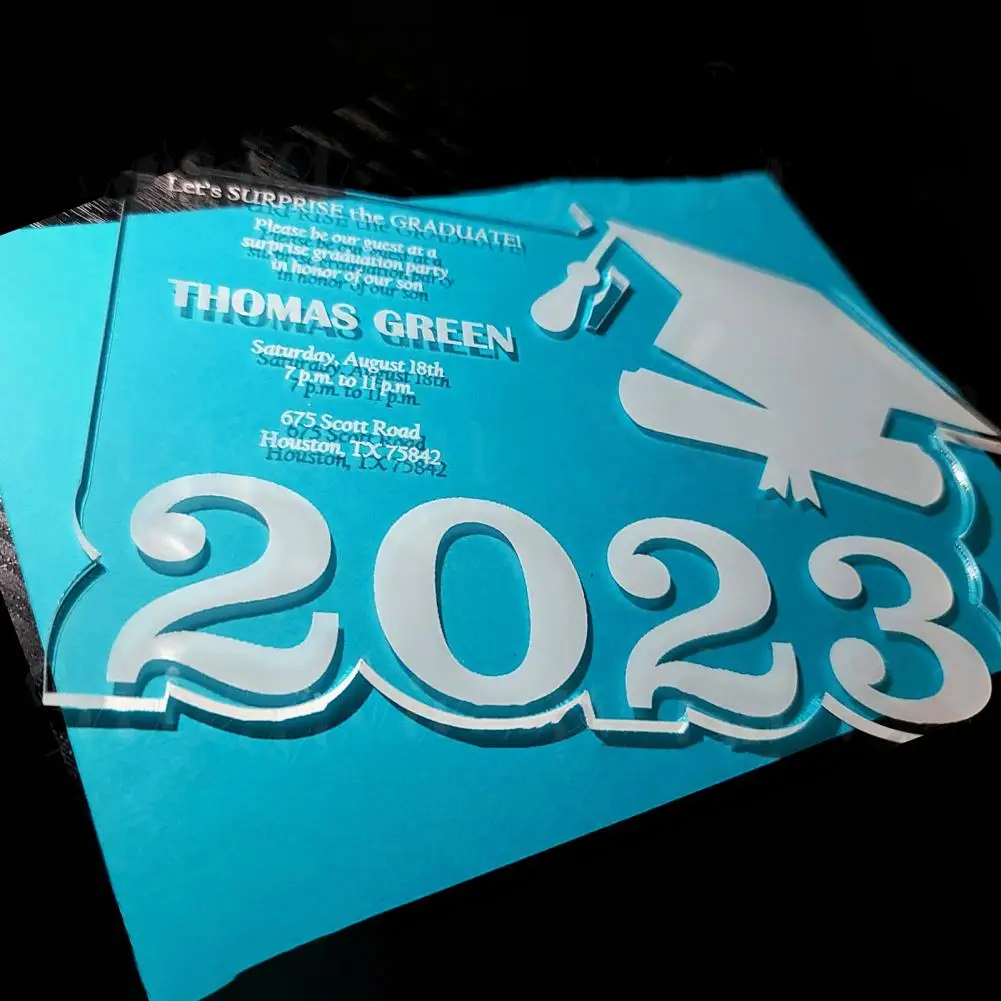 Let's SURPRISE the GRADUATE!
Please be our guest at a
surprise graduation party
in honor of our son
THOMAS GREEN
Saturday, August 18th
7 p.m. to 11 p.m.
675 Scott Road
Houston, TX 75842
2023